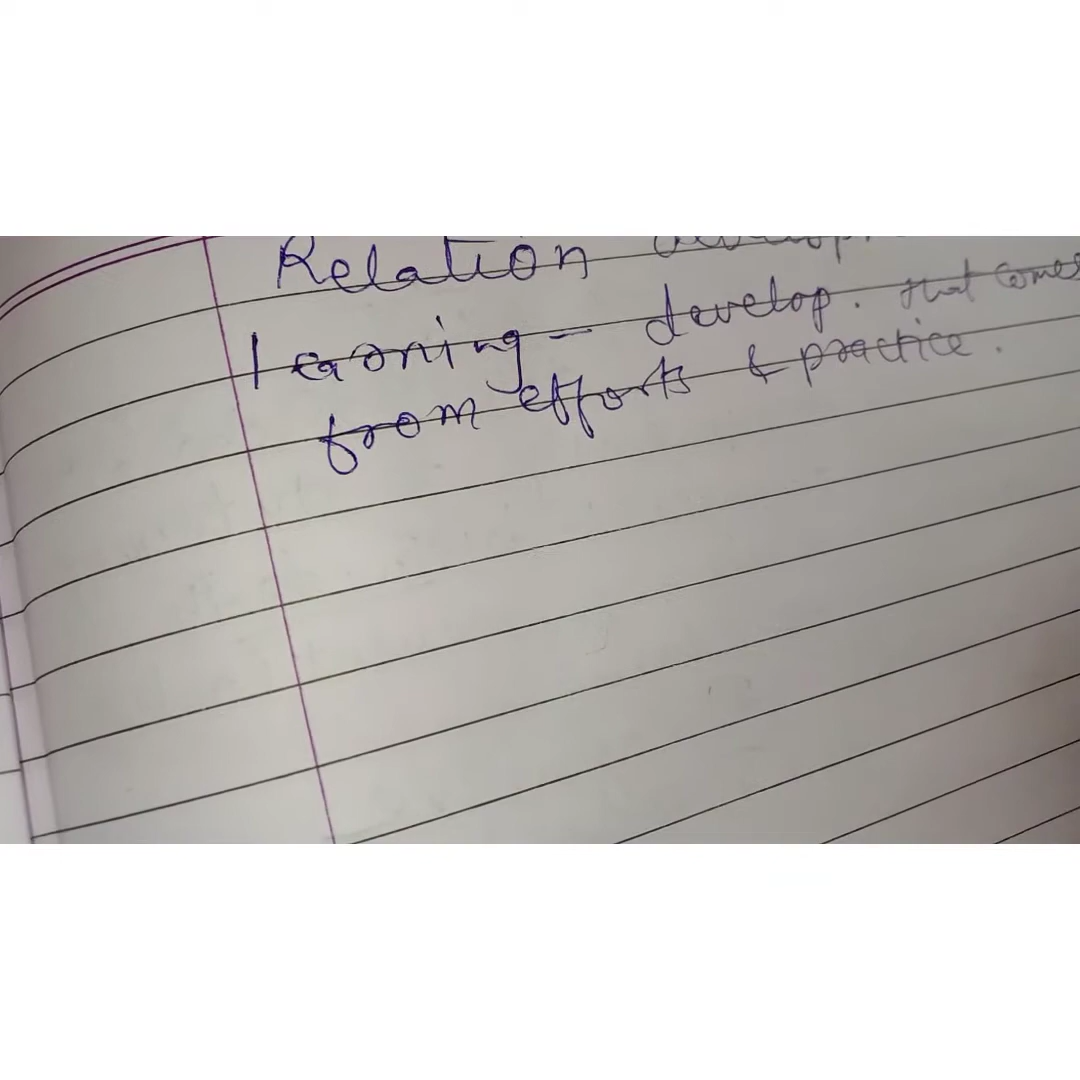 Relation
learning - develop. that comes
from efforts & practice.